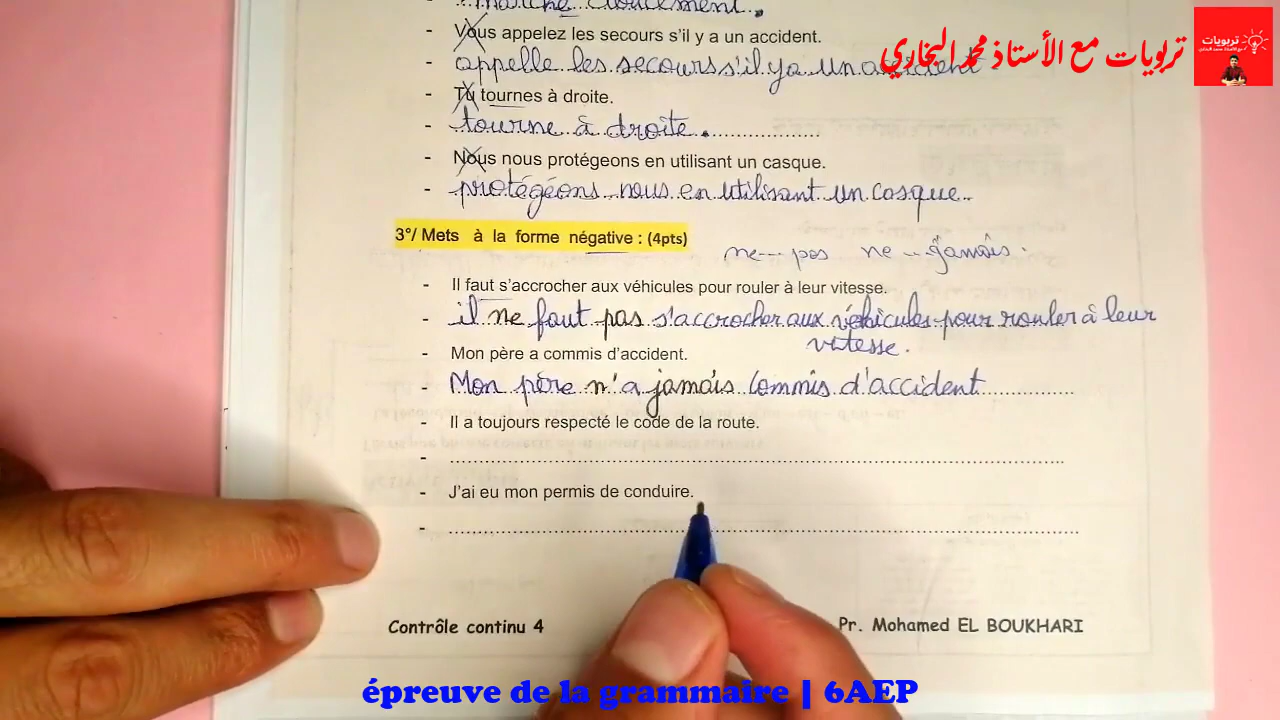 marche doucement.
- Vous appelez les secours s'il y a un accident.
- appelle les secours s'il y a un accident
تربويات مع الأستاذ محمد البخاري
تربويات
- Tu tournes à droite.
- tourne à droite.
- Nous nous protégeons en utilisant un casque.
- protégéons nous en utilisant un casque.
3°/ Mets à la forme négative : (4pts)
ne--- pas ne ---jamais.
- Il faut s'accrocher aux véhicules pour rouler à leur vitesse.
- il ne faut pas s'accrocher aux véhicules pour rouler à leur
vitesse.
- Mon père a commis d'accident.
- Mon père n'a jamais commis d'accident
- Il a toujours respecté le code de la route.
-
- J'ai eu mon permis de conduire.
-
Contrôle continu 4
Pr. Mohamed EL BOUKHARI
épreuve de la grammaire | 6AEP